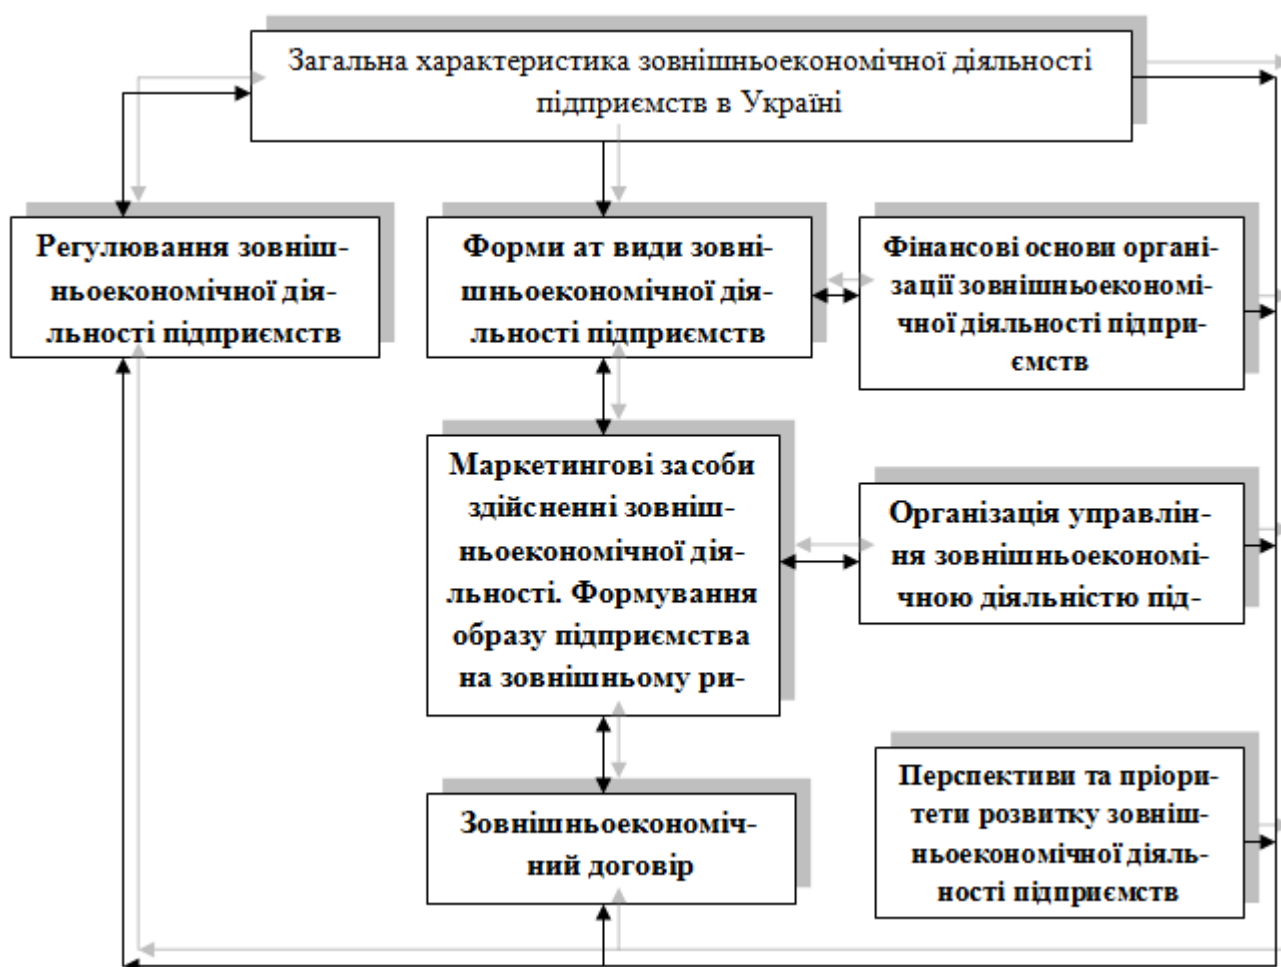 Загальна характеристика зовнішньоекономічної діяльності
підприємств в Україні
Регулювання зовніш-
ньоекономічної дія-
льності підприємств
Форми ат види зовні-
шньоекономічної дія-
льності підприємств
Фінансові основи органі-
зації зовнішньоекономі-
чної діяльності підпри-
ємств
Маркетингові засоби
здійсненні зовніш-
ньоекономічної дія-
льності. Формування
образу підприємства
на зовнішньому ри-
Організація управлін-
ня зовнішньоекономі-
чною діяльністю під-
Зовнішньоекономіч-
ний договір
Перспективи та пріори-
тети розвитку зовніш-
ньоекономічної діяль-
ності підприємств